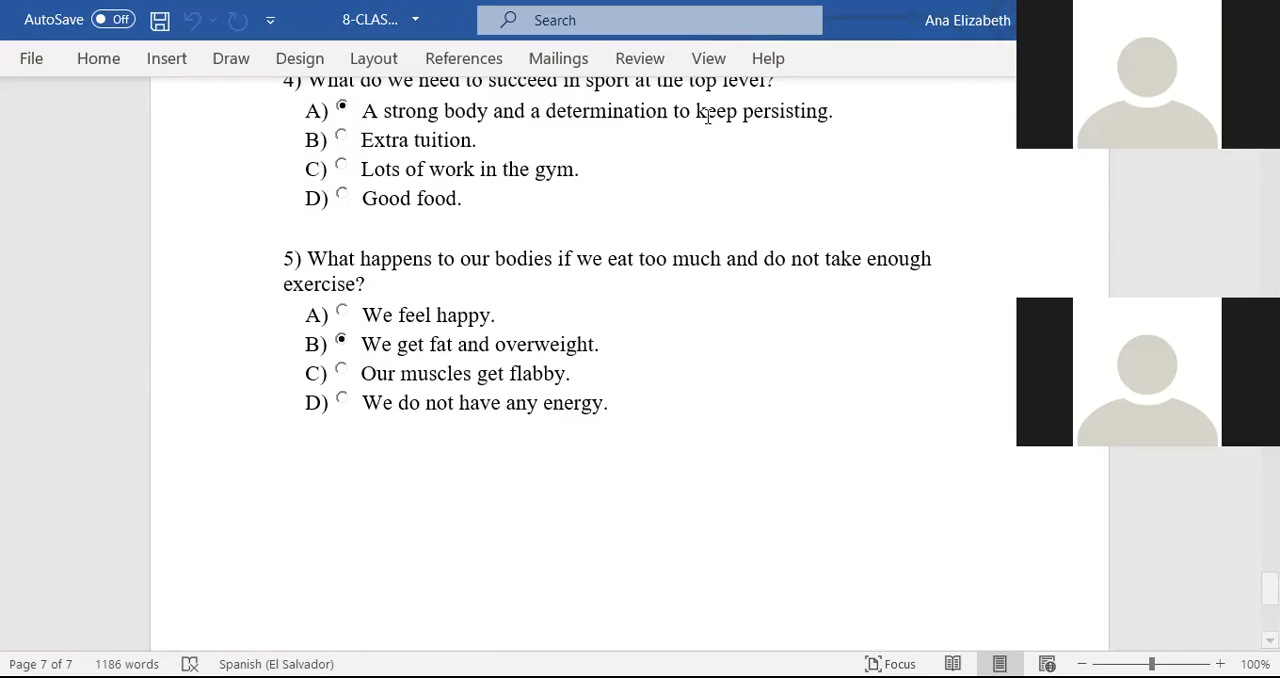 AutoSave Off 8-CLAS... Search Ana Elizabeth
File Home Insert Draw Design Layout References Mailings Review View Help
4) What do we need to succeed in sport at the top level?
A) A strong body and a determination to keep persisting.
B) Extra tuition.
C) Lots of work in the gym.
D) Good food.
5) What happens to our bodies if we eat too much and do not take enough
exercise?
A) We feel happy.
B) We get fat and overweight.
C) Our muscles get flabby.
D) We do not have any energy.
Page 7 of 7 1186 words Spanish (El Salvador) Focus 100%